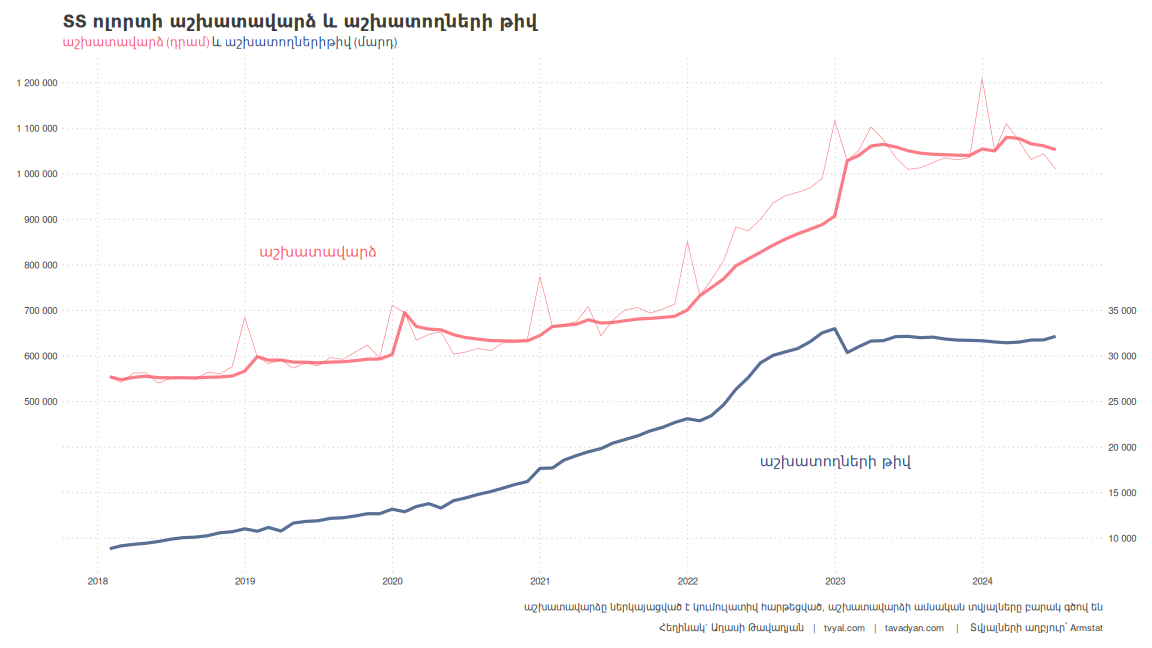 ՏՏ ոլորտի աշխատավարձ և աշխատողների թիվ
աշխատավարձ (դրամ) և աշխատողներիթիվ (մարդ)
1 200 000
1 100 000
1 000 000
900 000
800 000
700 000
600 000
500 000
35 000
30 000
25 000
20 000
15 000
10 000
աշխատավարձ
աշխատողների թիվ
2018 2019 2020 2021 2022 2023 2024
աշխատավարձը ներկայացված է կումուլատիվ հարթեցված, աշխատավարձի ամսական տվյալները բարակ գծով են
Հեղինակ՝ Աղասի Թավադյան | tvyal.com | tavadyan.com | Տվյալների աղբյուր՝ Armstat